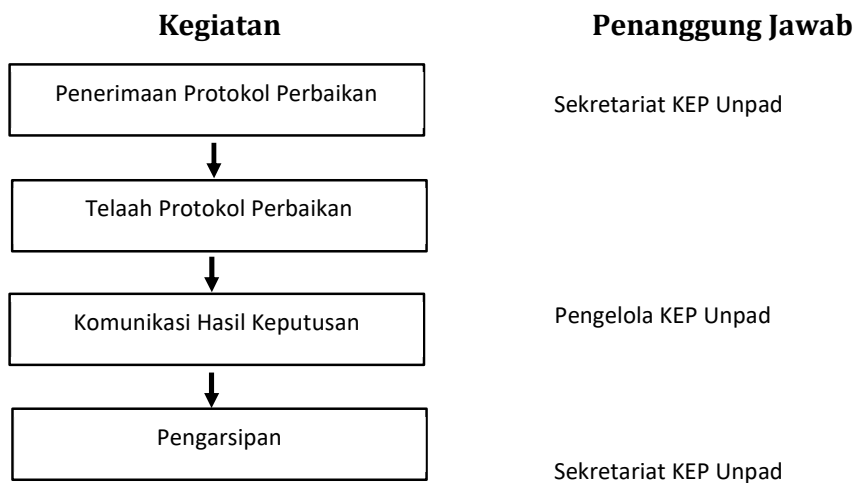 Kegiatan Penanggung Jawab
Penerimaan Protokol Perbaikan
Sekretariat KEP Unpad
Telaah Protokol Perbaikan
Komunikasi Hasil Keputusan
Pengelola KEP Unpad
Pengarsipan
Sekretariat KEP Unpad